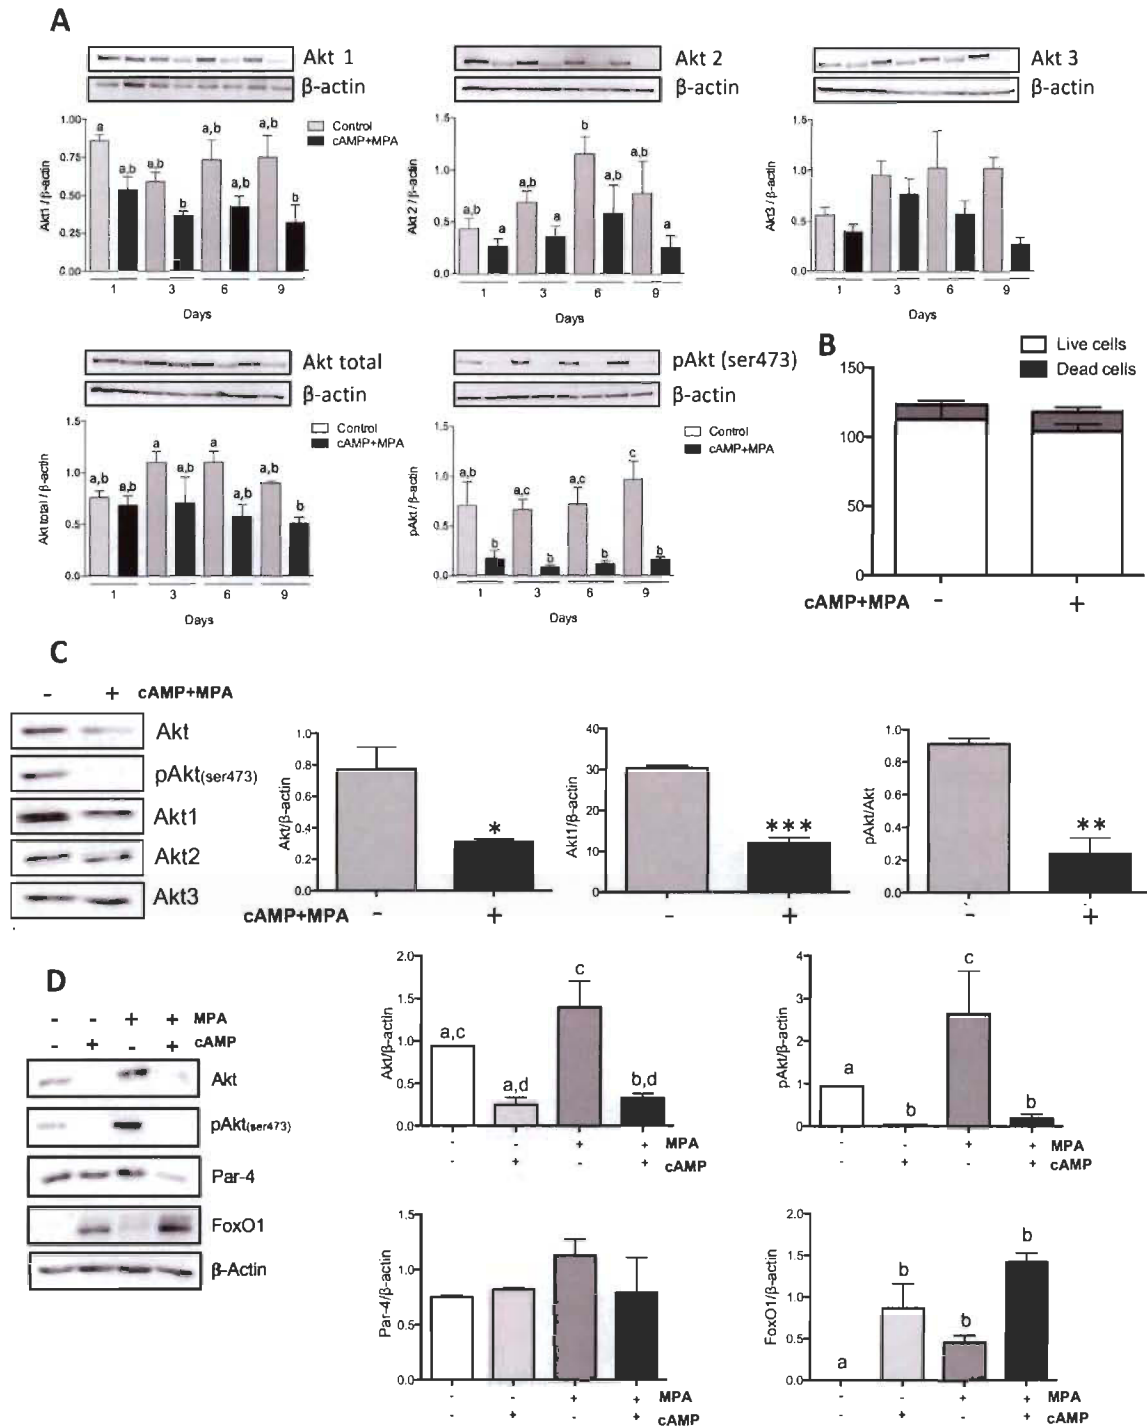 A
Akt 1
β-actin
Akt 2
β-actin
Akt 3
β-actin
1.00
0.75
0.50
0.25
0.00
Akt1 / β-actin
a
a,b
a,b
b
a,b
a,b
a,b
b
Control
cAMP+MPA
1 3 6 9
Days
1.5
1.0
0.5
0.0
Akt 2 / β-actin
a,b
a
a,b
a
b
a,b
a,b
a
1 3 6 9
Days
1.5
1.0
0.5
0.0
Akt3 / β-actin
1 3 6 9
Days
Akt total
β-actin
pAkt (ser473)
β-actin
1.5
1.0
0.5
0.0
Akt total / β-actin
a,b
a,b
a
a,b
a
a,b
a,b
b
Control
cAMP+MPA
1 3 6 9
Days
1.5
1.0
0.5
0.0
pAkt / β-actin
a,b
b
a,c
b
a,c
b
c
b
Control
cAMP+MPA
1 3 6 9
Days
B
Live cells
Dead cells
150
100
50
0
cAMP+MPA - +
C
- + cAMP+MPA
Akt
pAkt(ser473)
Akt1
Akt2
Akt3
1.0
0.8
0.6
0.4
0.2
0.0
Akt/β-actin
*
cAMP+MPA - +
40
30
20
10
0
Akt1/β-actin
***
- +
1.0
0.8
0.6
0.4
0.2
0.0
pAkt/Akt
**
- +
D
- - + + MPA
- + - + cAMP
Akt
pAkt(ser473)
Par-4
FoxO1
β-Actin
2.0
1.5
1.0
0.5
0.0
Akt/β-actin
a,c
a,d
c
b,d
- - + + MPA
- + - + cAMP
4
3
2
1
0
pAkt/β-actin
a
b
c
b
- - + + MPA
- + - + cAMP
1.5
1.0
0.5
0.0
Par-4/β-actin
- - + + MPA
- + - + cAMP
2.0
1.5
1.0
0.5
0.0
FoxO1/β-actin
a
b
b
b
- - + + MPA
- + - + cAMP